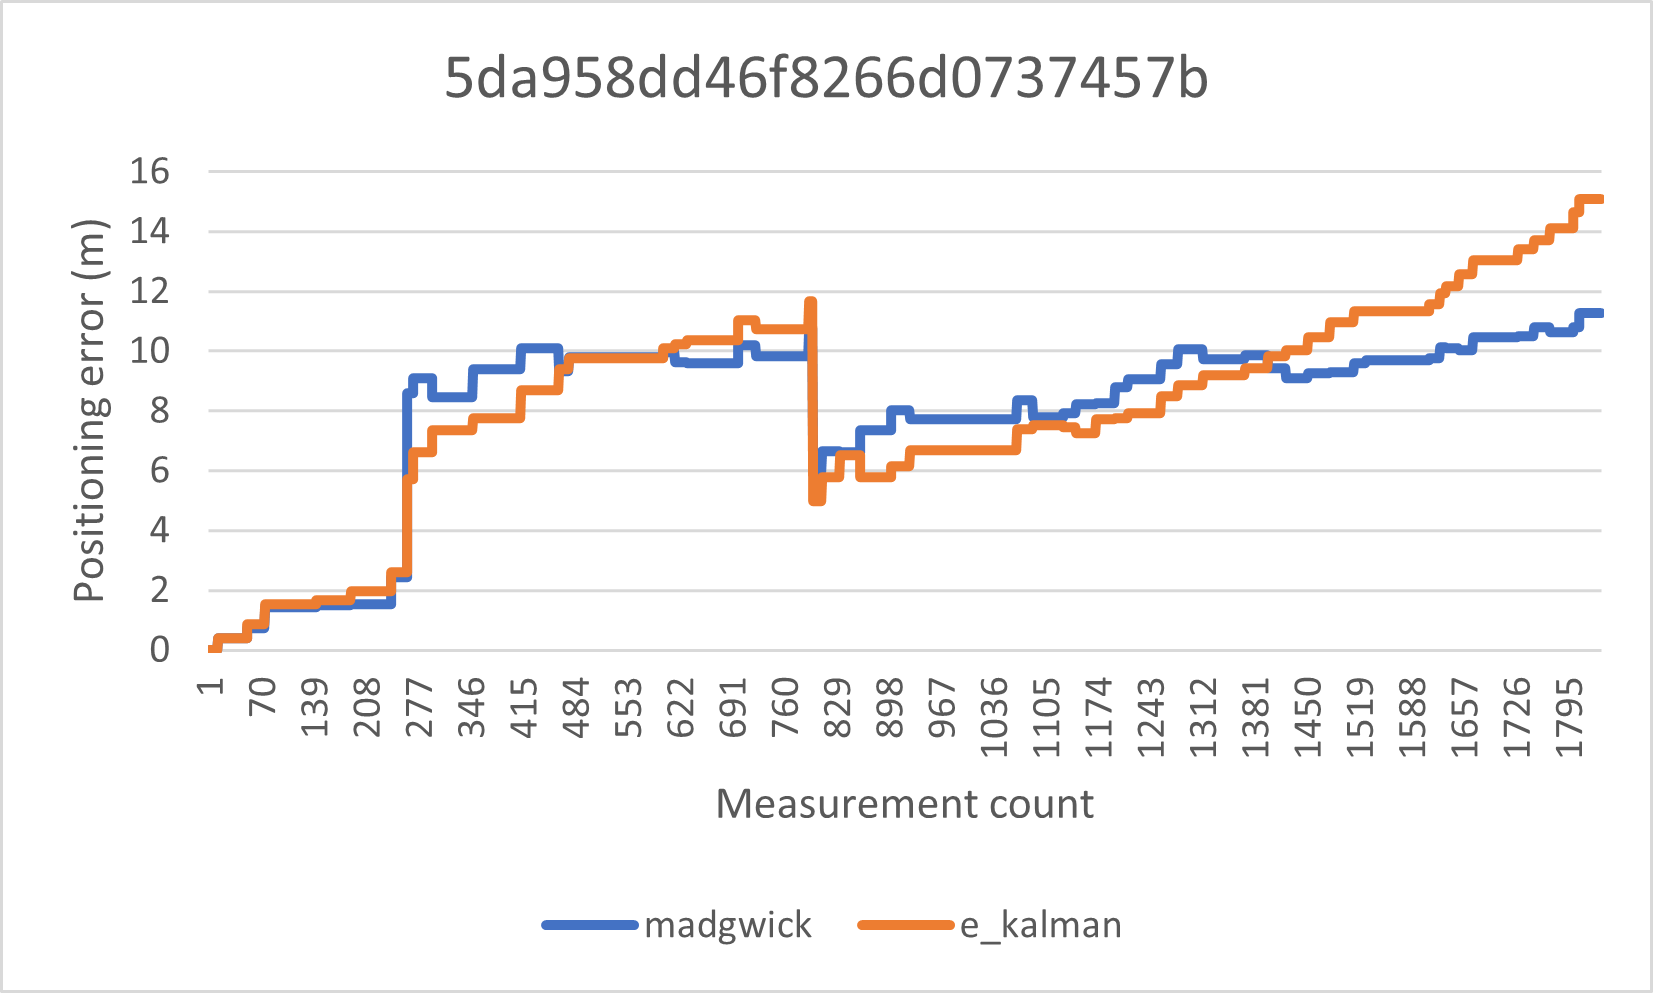 5da958dd46f8266d0737457b
16
14
12
10
8
6
4
2
0
Positioning error (m)
1 70 139 208 277 346 415 484 553 622 691 760 829 898 967 1036 1105 1174 1243 1312 1381 1450 1519 1588 1657 1726 1795
Measurement count
madgwick e_kalman